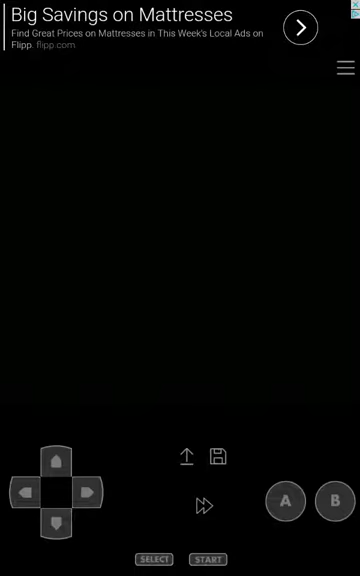 Big Savings on Mattresses
Find Great Prices on Mattresses in This Week's Local Ads on
Flipp. flipp.com
A
B
SELECT
START